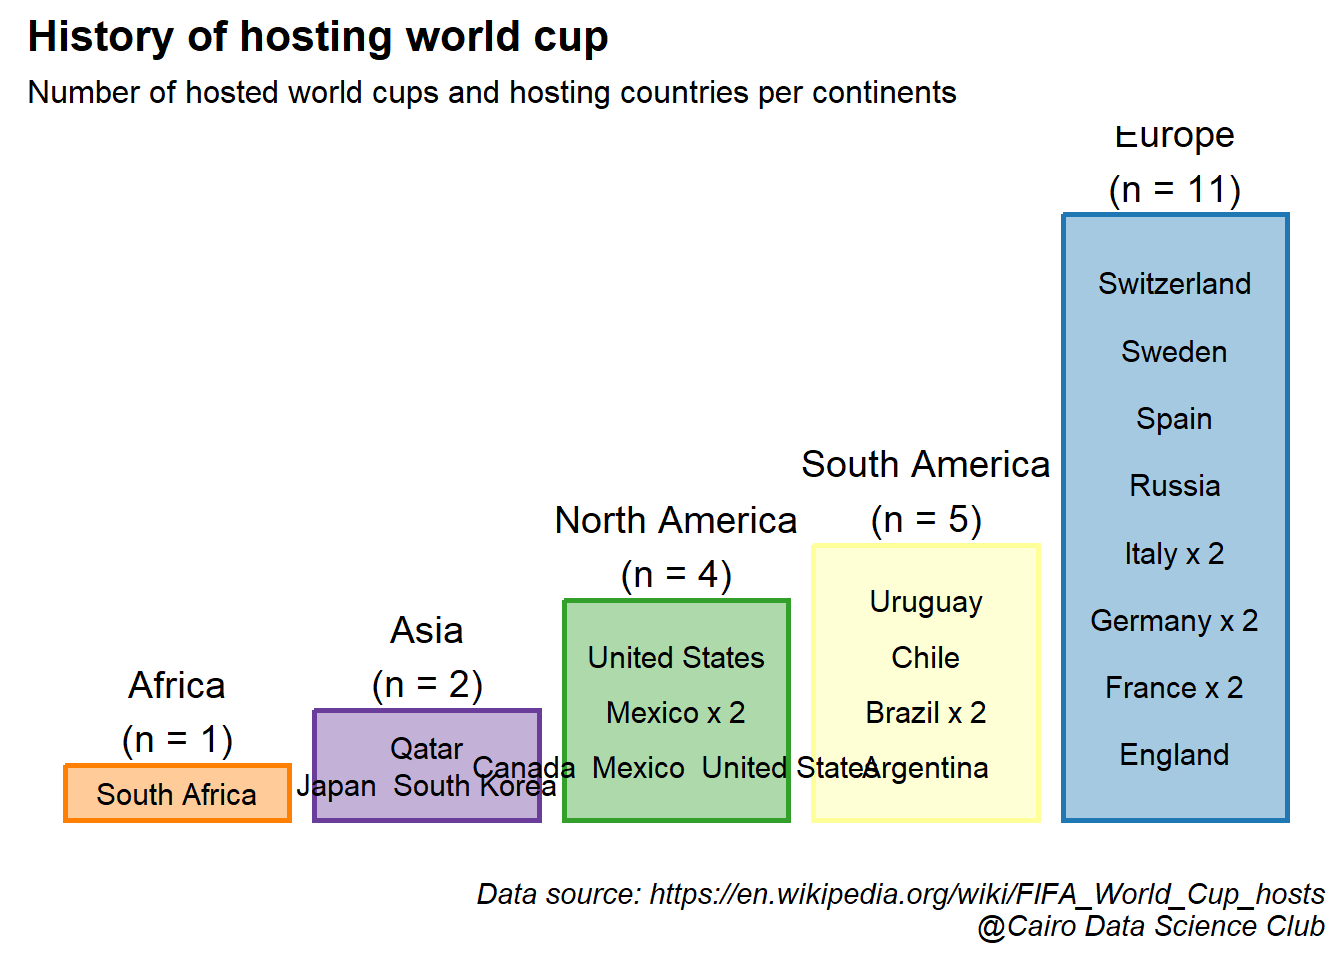 History of hosting world cup
Number of hosted world cups and hosting countries per continents
Europe
(n = 11)
Switzerland
Sweden
Spain
Russia
Italy x 2
Germany x 2
France x 2
England
South America
(n = 5)
Uruguay
Chile
Brazil x 2
Argentina
North America
(n = 4)
United States
Mexico x 2
Canada  Mexico  United States
Asia
(n = 2)
Qatar
Japan  South Korea
Africa
(n = 1)
South Africa
Data source: https://en.wikipedia.org/wiki/FIFA_World_Cup_hosts
@Cairo Data Science Club